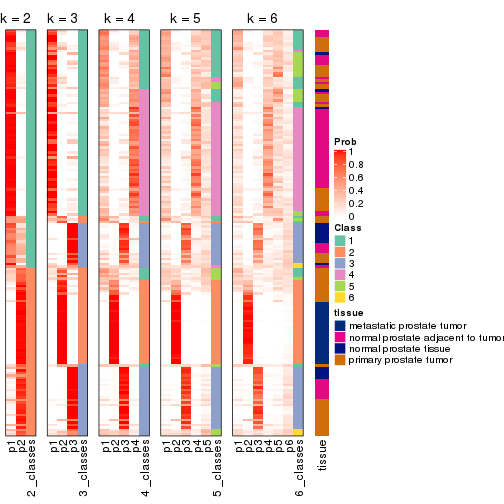 k = 2
k = 3
k = 4
k = 5
k = 6
Prob
1
0.8
0.6
0.4
0.2
0
Class
1
2
3
4
5
6
tissue
metastatic prostate tumor
normal prostate adjacent to tumor
normal prostate tissue
primary prostate tumor
p1
p2
2_classes
p1
p2
p3
3_classes
p1
p2
p3
p4
4_classes
p1
p2
p3
p4
p5
5_classes
p1
p2
p3
p4
p5
p6
6_classes
tissue